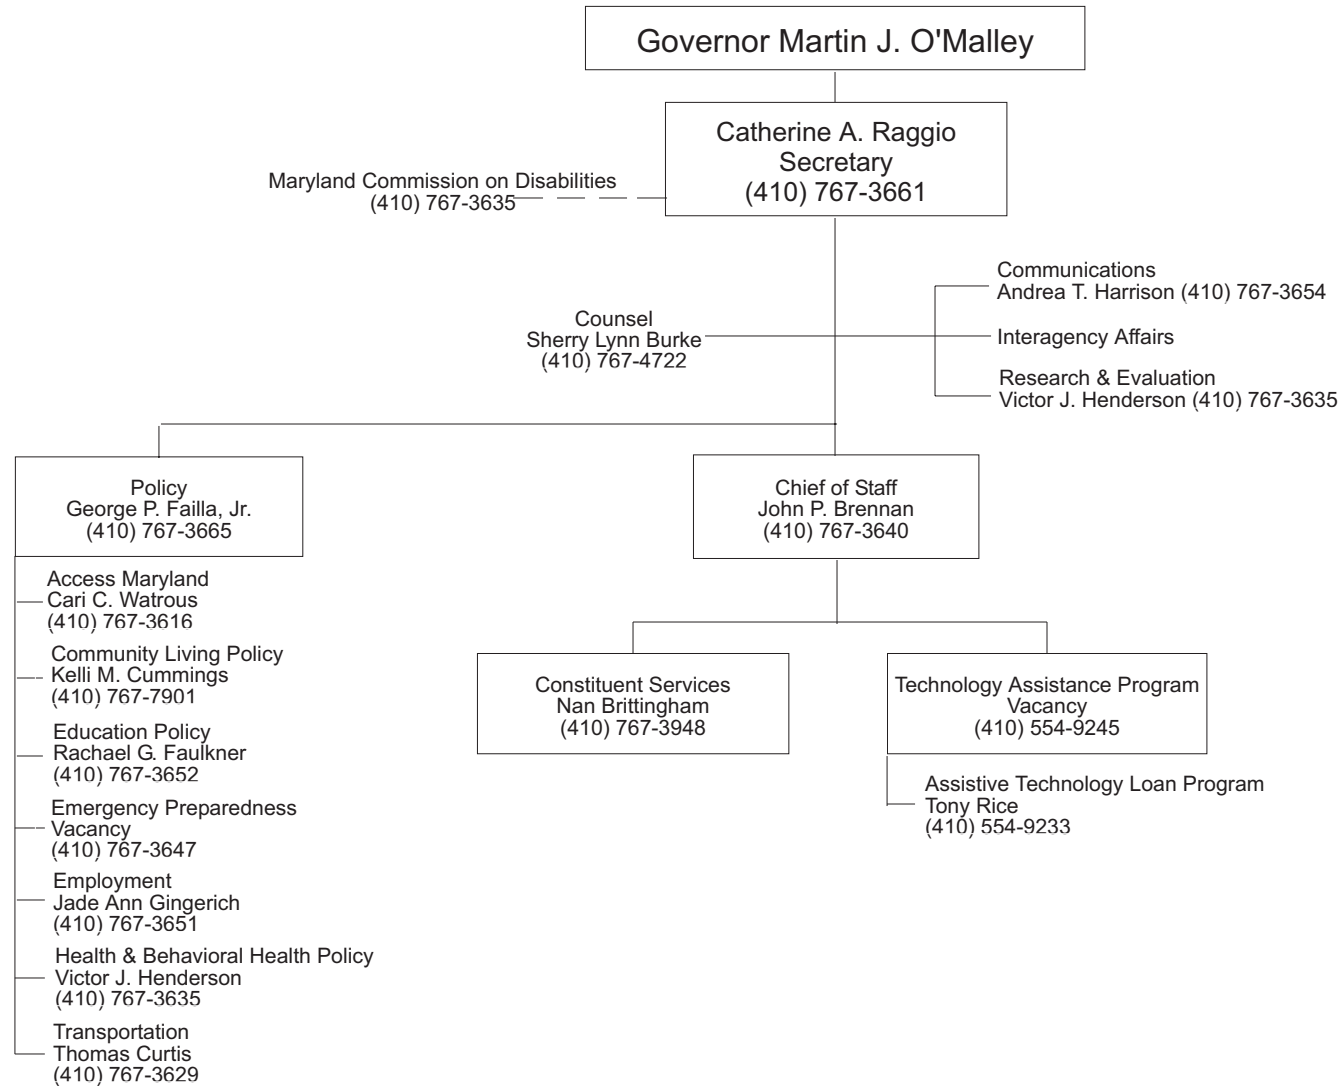 Governor Martin J. O'Malley
Catherine A. Raggio
Secretary
(410) 767-3661
Maryland Commission on Disabilities
(410) 767-3635
Communications
Andrea T. Harrison (410) 767-3654
Counsel
Sherry Lynn Burke
(410) 767-4722
Interagency Affairs
Research & Evaluation
Victor J. Henderson (410) 767-3635
Policy
George P. Failla, Jr.
(410) 767-3665
Chief of Staff
John P. Brennan
(410) 767-3640
Access Maryland
Cari C. Watrous
(410) 767-3616
Community Living Policy
Kelli M. Cummings
(410) 767-7901
Education Policy
Rachael G. Faulkner
(410) 767-3652
Emergency Preparedness
Vacancy
(410) 767-3647
Employment
Jade Ann Gingerich
(410) 767-3651
Health & Behavioral Health Policy
Victor J. Henderson
(410) 767-3635
Transportation
Thomas Curtis
(410) 767-3629
Constituent Services
Nan Brittingham
(410) 767-3948
Technology Assistance Program
Vacancy
(410) 554-9245
Assistive Technology Loan Program
Tony Rice
(410) 554-9233